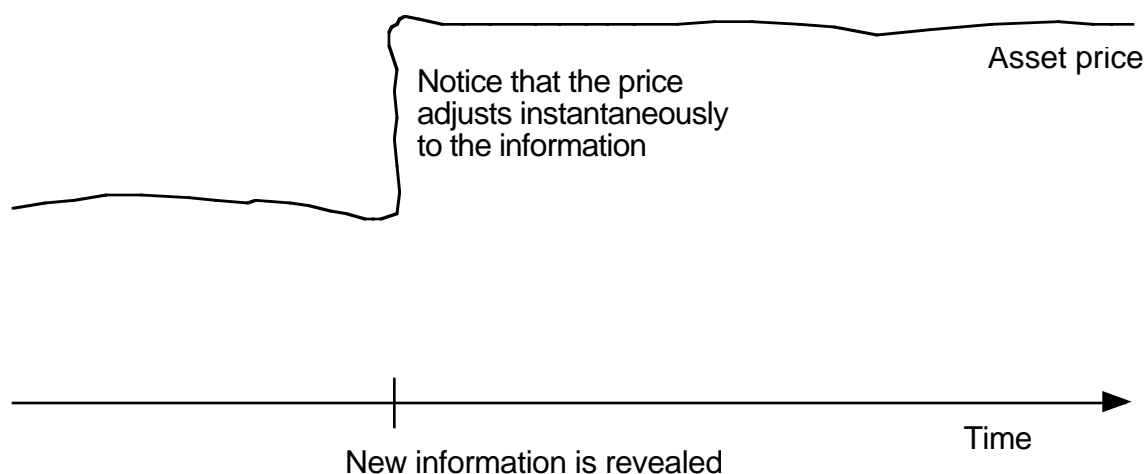 Asset price
Notice that the price
adjusts instantaneously
to the information
Time
New information is revealed